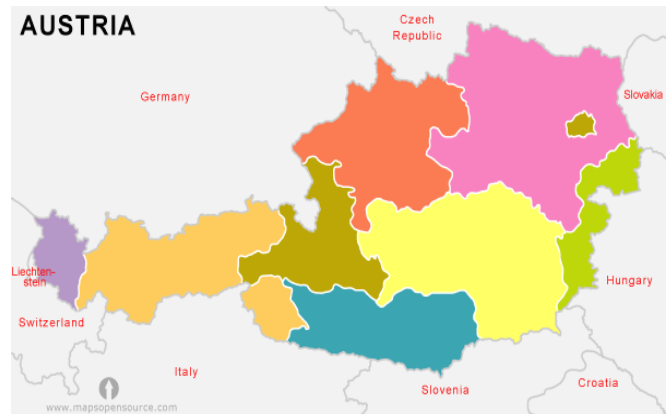 AUSTRIA
Czech
Republic
Germany
Slovakia
Liechten-
stein
Hungary
Switzerland
Italy
Slovenia
Croatia
www.mapsopensource.com